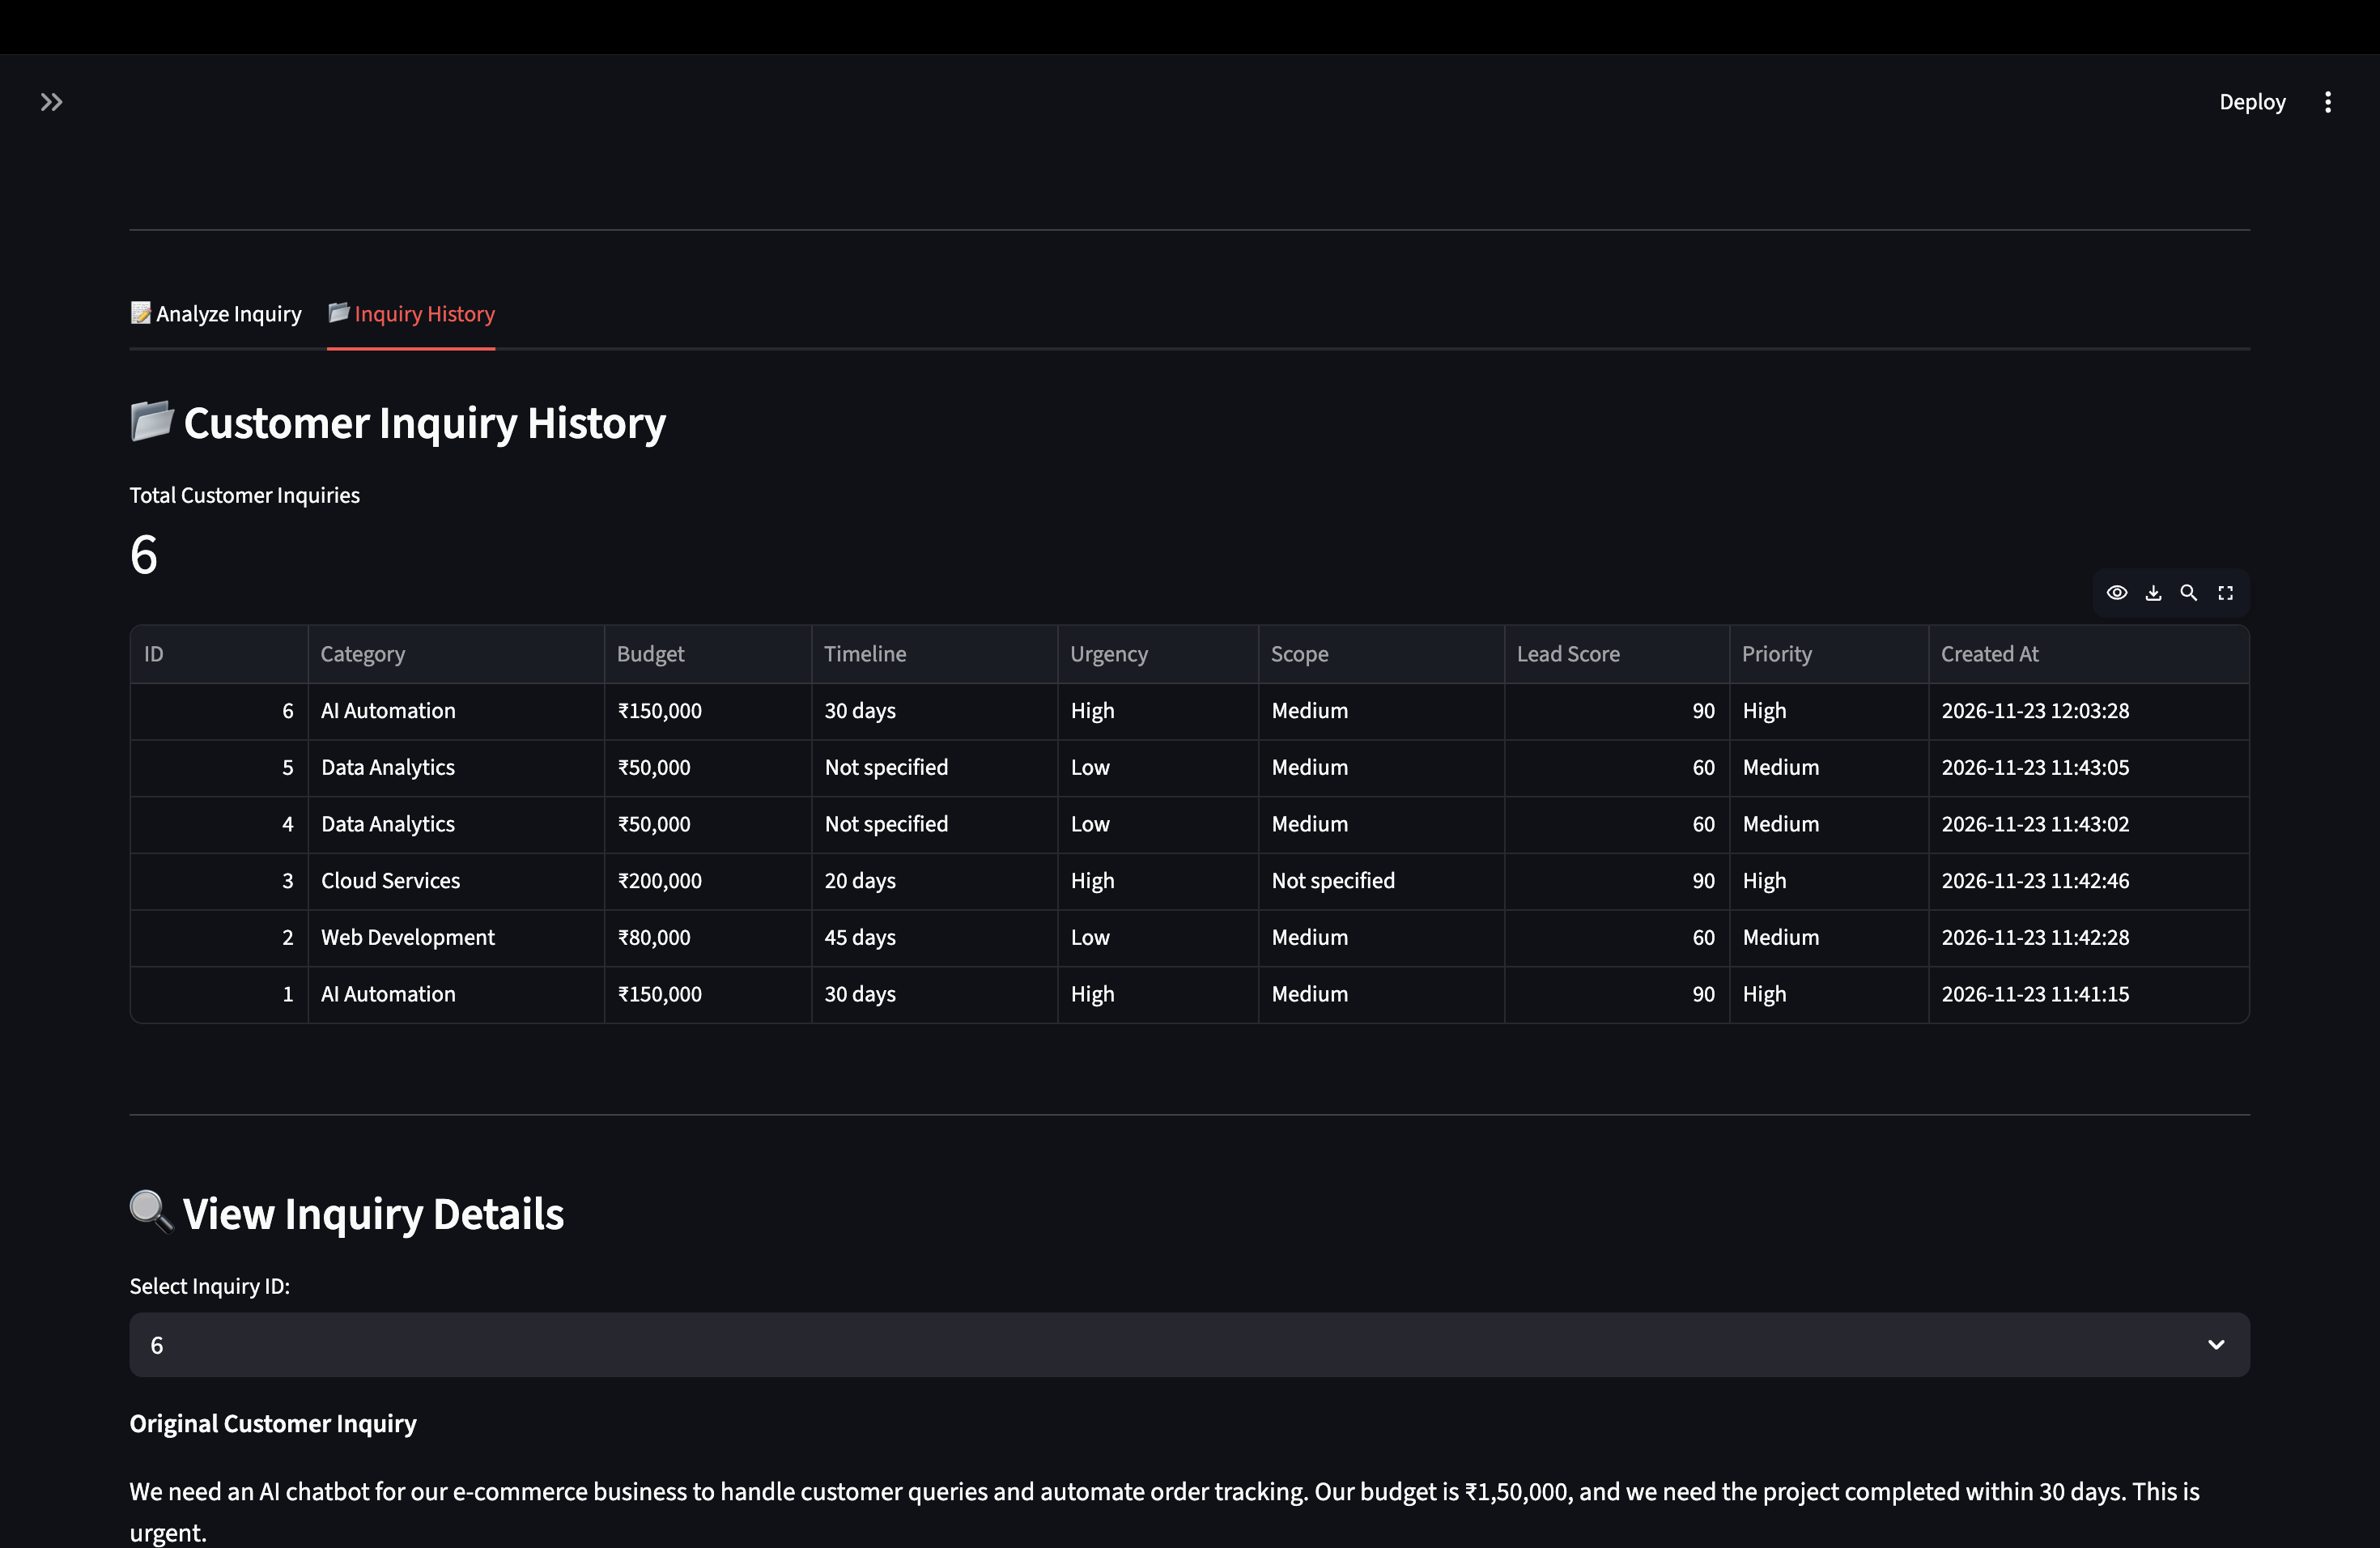 Deploy
📝 Analyze Inquiry 📂 Inquiry History
📂 Customer Inquiry History
Total Customer Inquiries
6
ID Category Budget Timeline Urgency Scope Lead Score Priority Created At
6 AI Automation ₹150,000 30 days High Medium 90 High 2026-11-23 12:03:28
5 Data Analytics ₹50,000 Not specified Low Medium 60 Medium 2026-11-23 11:43:05
4 Data Analytics ₹50,000 Not specified Low Medium 60 Medium 2026-11-23 11:43:02
3 Cloud Services ₹200,000 20 days High Not specified 90 High 2026-11-23 11:42:46
2 Web Development ₹80,000 45 days Low Medium 60 Medium 2026-11-23 11:42:28
1 AI Automation ₹150,000 30 days High Medium 90 High 2026-11-23 11:41:15
🔍 View Inquiry Details
Select Inquiry ID:
6
Original Customer Inquiry
We need an AI chatbot for our e-commerce business to handle customer queries and automate order tracking. Our budget is ₹1,50,000, and we need the project completed within 30 days. This is
urgent.